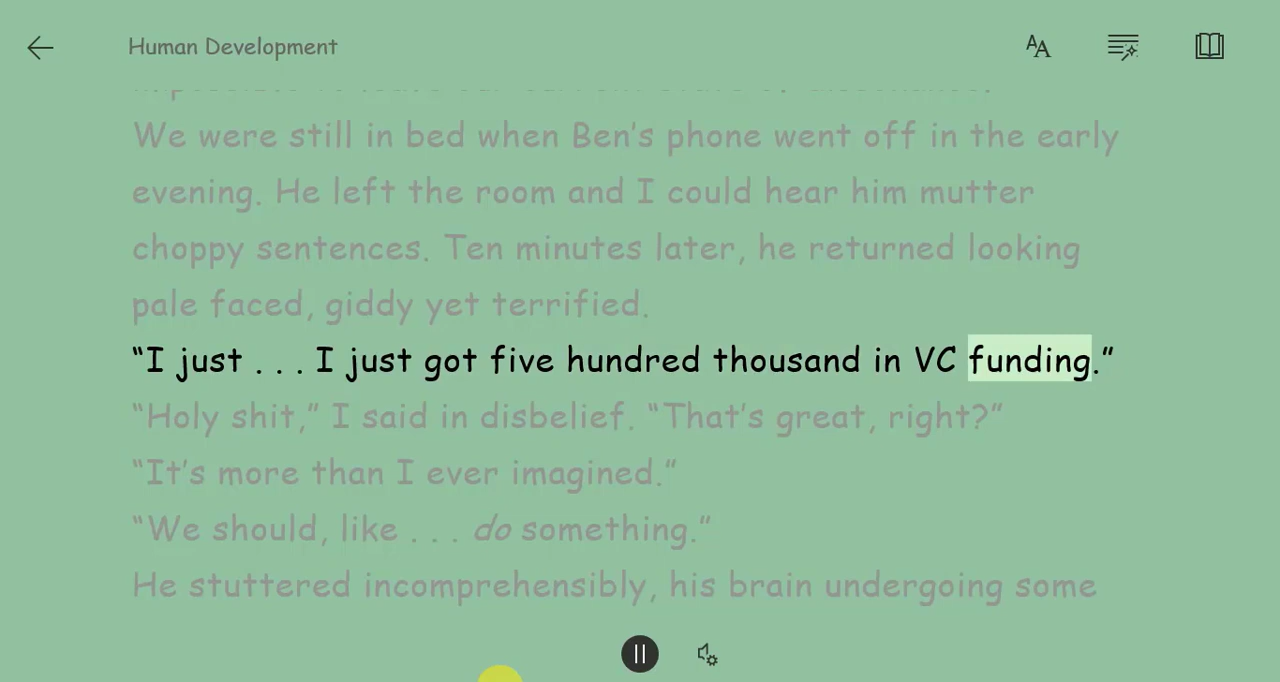 Human Development
We were still in bed when Ben's phone went off in the early
evening. He left the room and I could hear him mutter
choppy sentences. Ten minutes later, he returned looking
pale faced, giddy yet terrified.
“I just . . . I just got five hundred thousand in VC funding.”
“Holy shit,” I said in disbelief. “That's great, right?”
“It's more than I ever imagined.”
“We should, like . . . do something.”
He stuttered incomprehensibly, his brain undergoing some